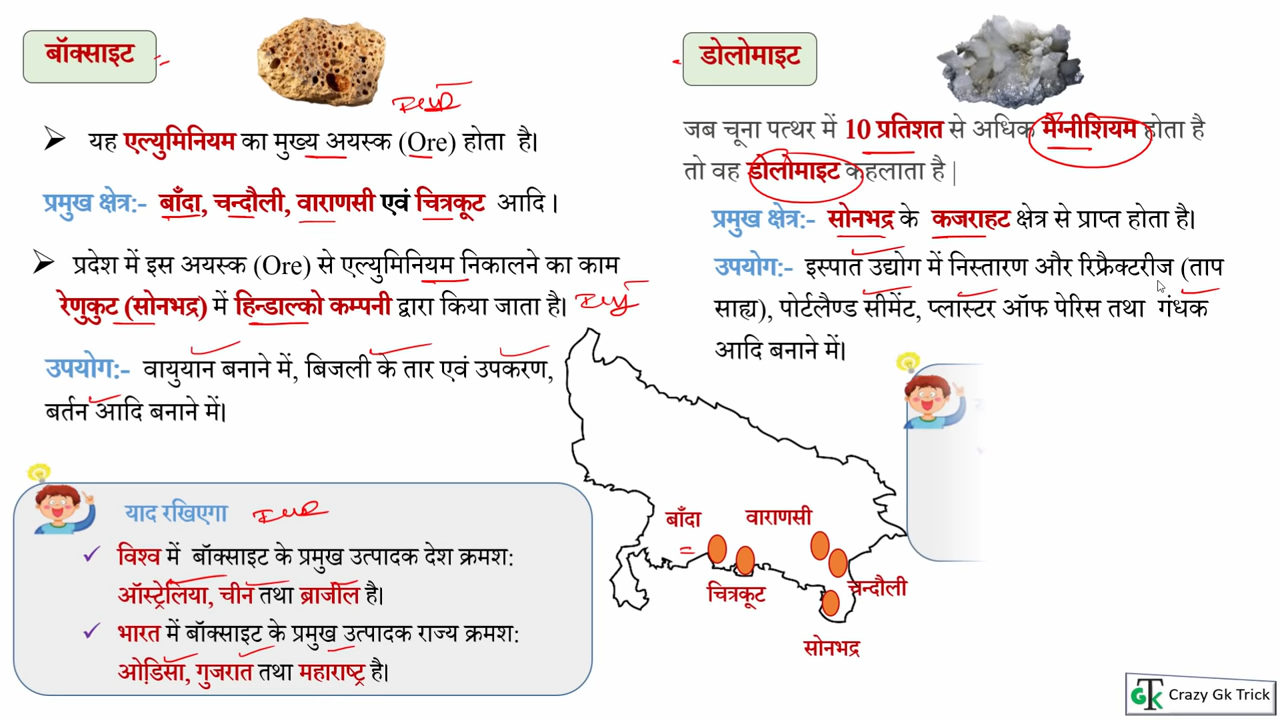 बॉक्साइट
यह एल्युमिनियम का मुख्य अयस्क (Ore) होता है।
प्रमुख क्षेत्र:- बाँदा, चन्दौली, वाराणसी एवं चित्रकूट आदि।
प्रदेश में इस अयस्क (Ore) से एल्युमिनियम निकालने का काम
रेणुकुट (सोनभद्र) में हिन्डाल्को कम्पनी द्वारा किया जाता है।
उपयोग:- वायुयान बनाने में, बिजली के तार एवं उपकरण,
बर्तन आदि बनाने में।
याद रखिएगा
विश्व में बॉक्साइट के प्रमुख उत्पादक देश क्रमश:
ऑस्ट्रेलिया, चीन तथा ब्राजील है।
भारत में बॉक्साइट के प्रमुख उत्पादक राज्य क्रमश:
ओडिसा, गुजरात तथा महाराष्ट्र है।
डोलोमाइट
जब चूना पत्थर में 10 प्रतिशत से अधिक मैग्नीशियम होता है
तो वह डोलोमाइट कहलाता है |
प्रमुख क्षेत्र:- सोनभद्र के कजराहट क्षेत्र से प्राप्त होता है।
उपयोग:- इस्पात उद्योग में निस्तारण और रिफ्रैक्टरीज (ताप
साह्य), पोर्टलैण्ड सीमेंट, प्लास्टर ऑफ पेरिस तथा गंधक
आदि बनाने में।
बाँदा
वाराणसी
चित्रकूट
चन्दौली
सोनभद्र
GTK Crazy Gk Trick